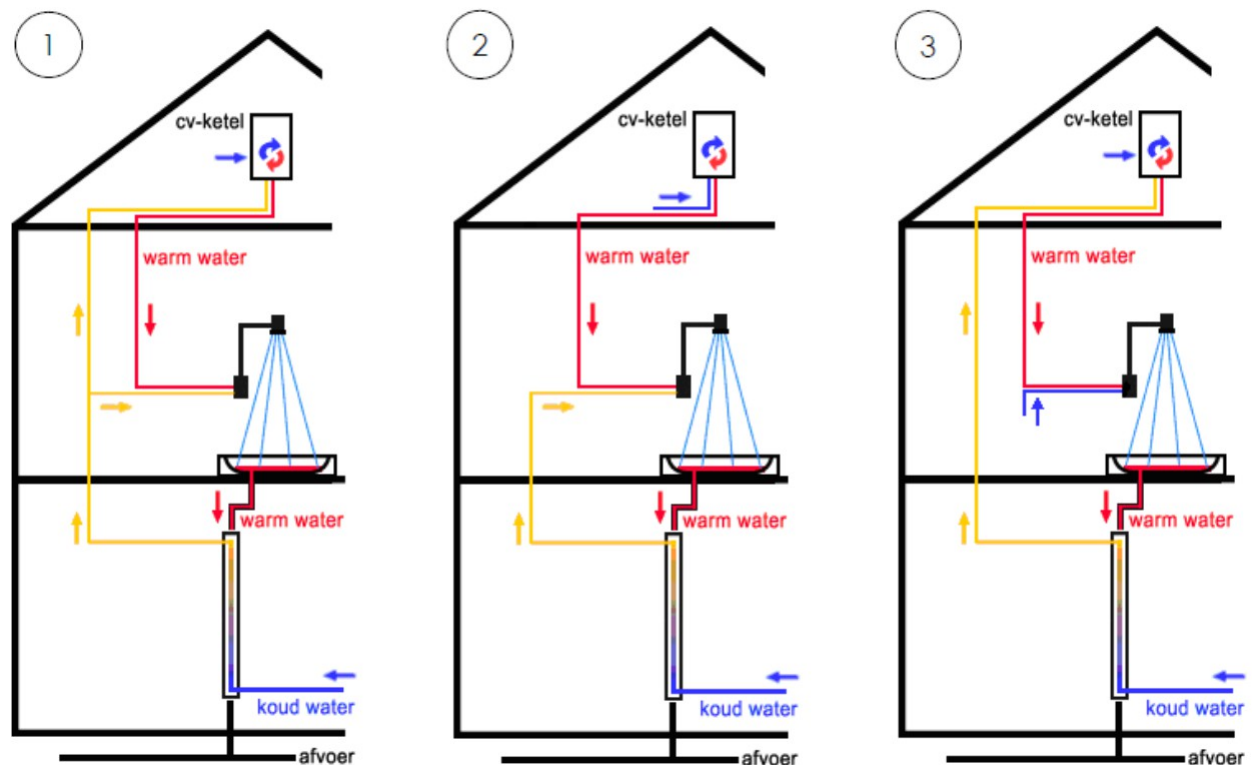 1
cv-ketel
warm water
warm water
koud water
afvoer
2
cv-ketel
warm water
warm water
koud water
afvoer
3
cv-ketel
warm water
warm water
koud water
afvoer